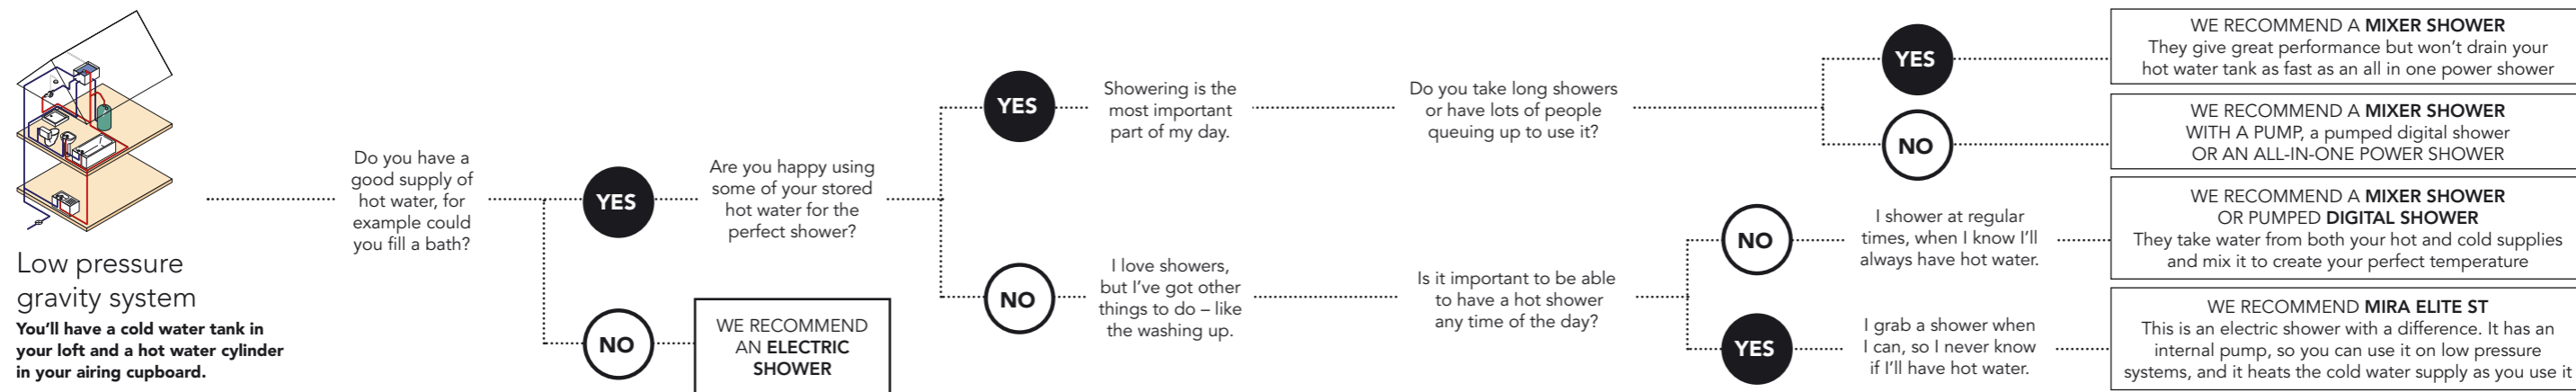 Low pressure
gravity system
You'll have a cold water tank in
your loft and a hot water cylinder
in your airing cupboard.
Do you have a
good supply of
hot water, for
example could
you fill a bath?
YES
NO
WE RECOMMEND
AN ELECTRIC
SHOWER
Are you happy using
some of your stored
hot water for the
perfect shower?
YES
Showering is the
most important
part of my day.
Do you take long showers
or have lots of people
queuing up to use it?
YES
WE RECOMMEND A MIXER SHOWER
They give great performance but won't drain your
hot water tank as fast as an all in one power shower
NO
WE RECOMMEND A MIXER SHOWER
WITH A PUMP, a pumped digital shower
OR AN ALL-IN-ONE POWER SHOWER
NO
I love showers,
but I've got other
things to do – like
the washing up.
Is it important to be able
to have a hot shower
any time of the day?
NO
I shower at regular
times, when I know I'll
always have hot water.
WE RECOMMEND A MIXER SHOWER
OR PUMPED DIGITAL SHOWER
They take water from both your hot and cold supplies
and mix it to create your perfect temperature
YES
I grab a shower when
I can, so I never know
if I'll have hot water.
WE RECOMMEND MIRA ELITE ST
This is an electric shower with a difference. It has an
internal pump, so you can use it on low pressure
systems, and it heats the cold water supply as you use it